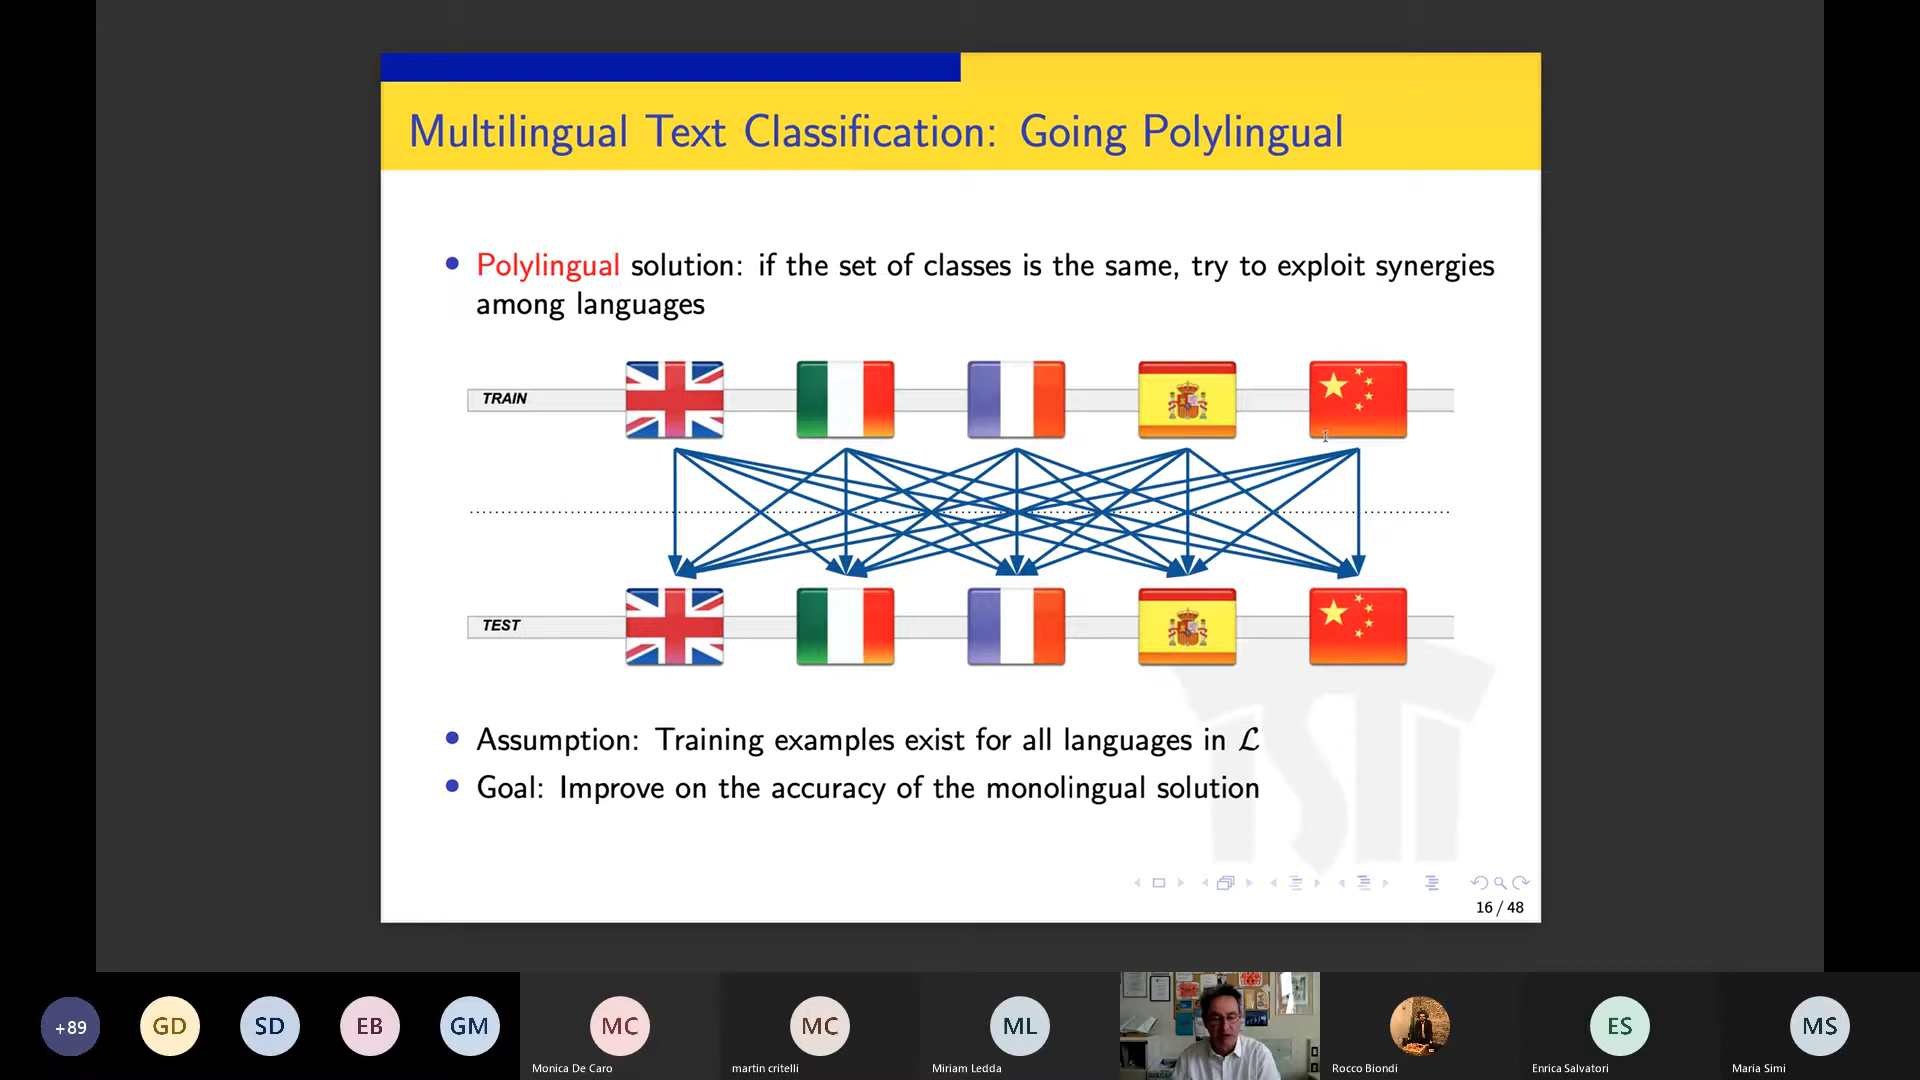 Multilingual Text Classification: Going Polylingual
Polylingual solution: if the set of classes is the same, try to exploit synergies
among languages
TRAIN
TEST
Assumption: Training examples exist for all languages in ℒ
Goal: Improve on the accuracy of the monolingual solution
ISTI
16 / 48
+89
GD
SD
EB
GM
MC
MC
ML
ES
MS
Monica De Caro
martin critelli
Miriam Ledda
Rocco Biondi
Enrica Salvatori
Maria Simi